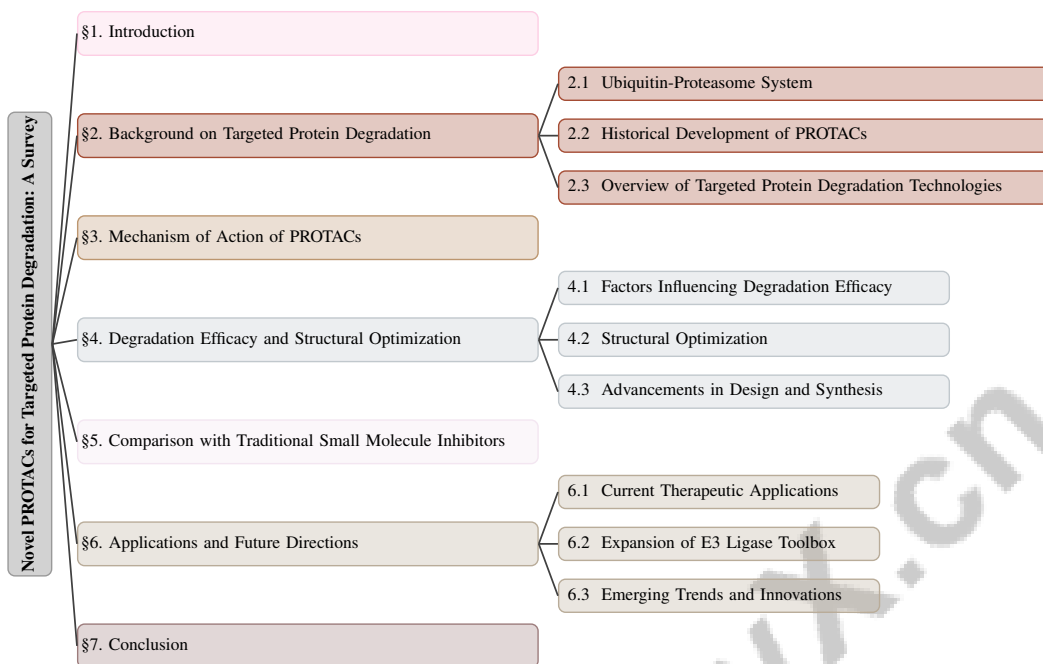 Novel PROTACs for Targeted Protein Degradation: A Survey
§1. Introduction
§2. Background on Targeted Protein Degradation
2.1 Ubiquitin-Proteasome System
2.2 Historical Development of PROTACs
2.3 Overview of Targeted Protein Degradation Technologies
§3. Mechanism of Action of PROTACs
§4. Degradation Efficacy and Structural Optimization
4.1 Factors Influencing Degradation Efficacy
4.2 Structural Optimization
4.3 Advancements in Design and Synthesis
§5. Comparison with Traditional Small Molecule Inhibitors
§6. Applications and Future Directions
6.1 Current Therapeutic Applications
6.2 Expansion of E3 Ligase Toolbox
6.3 Emerging Trends and Innovations
§7. Conclusion